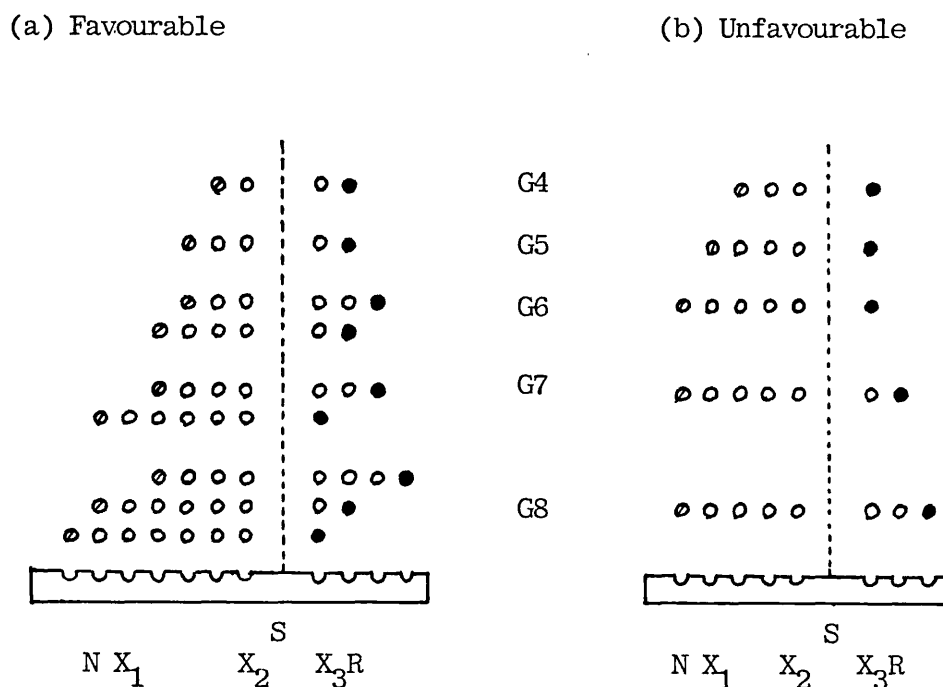 (a) Favourable (b) Unfavourable
G4
G5
G6
G7
G8
S S
N X₁ X₂ X₃R N X₁ X₂ X₃R